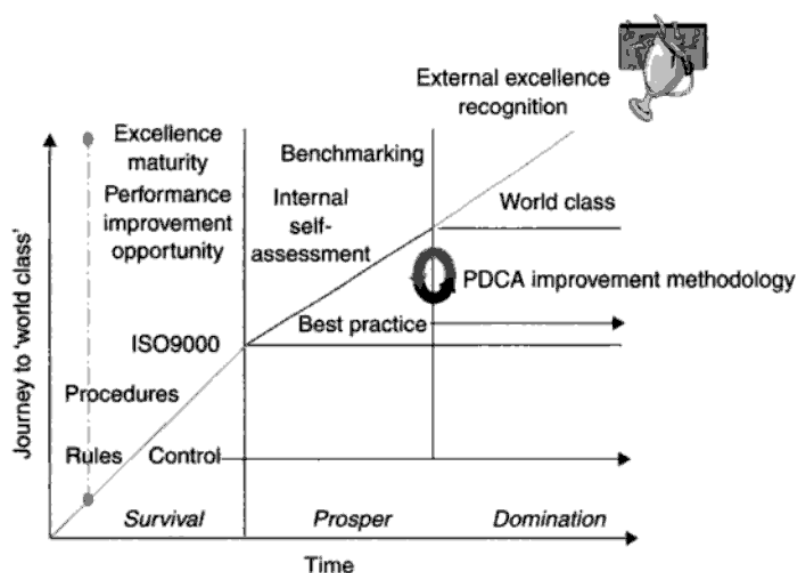 External excellence
recognition
Excellence
maturity
Benchmarking
Performance
improvement
opportunity
Internal
self-
assessment
World class
PDCA improvement methodology
Best practice
ISO9000
Procedures
Rules
Control
Survival
Prosper
Domination
Time
Journey to 'world class'